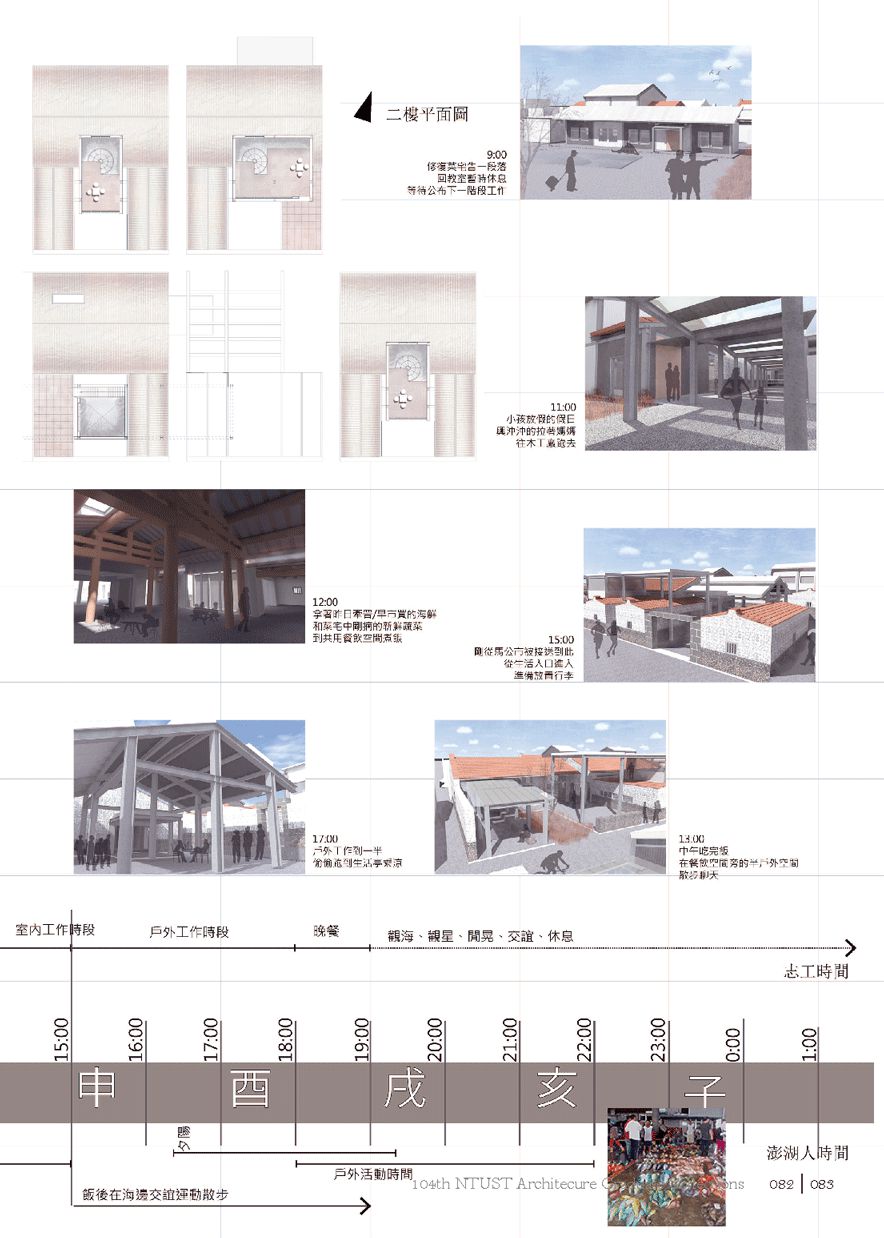 二樓平面圖
9:00
修復菜宅告一段落
回教室暫時休息
等待公布下一階段工作
11:00
小孩放假的假日
興沖沖的拉著媽媽
往木工廠跑去
12:00
拿著昨日牽罟/早市買的海鮮
和菜宅中剛摘的新鮮蔬菜
到共用餐飲空間煮飯
15:00
剛從馬公市被接送到此
從生活入口進入
準備放置行李
17:00
戶外工作到一半
偷偷跑到生活亭乘涼
13.00
中午吃完飯
在餐飲空間旁的半戶外空間
散步聊天
室內工作時段
戶外工作時段
晚餐
觀海、觀星、閒晃、交誼、休息
志工時間
15:00
16:00
17:00
18:00
19:00
20:00
21:00
22:00
23:00
0:00
1:00
申
酉
戌
亥
子
夕陽
澎湖人時間
戶外活動時間
飯後在海邊交誼運動散步
104th NTUST Architecure
082 | 083